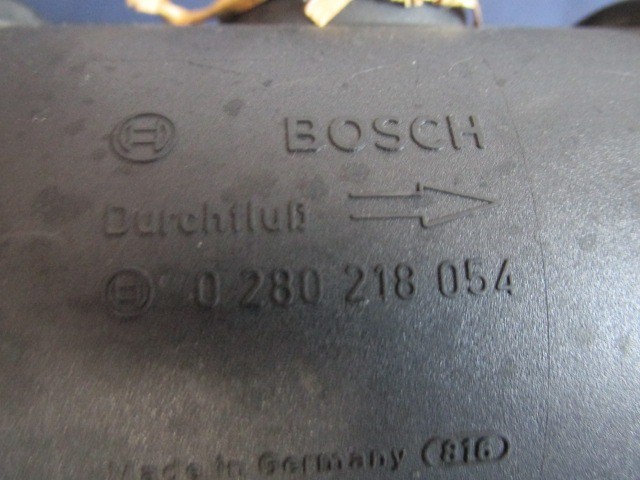 BOSCH
Durchfluß
0 280 218 054
Made in Germany (816)